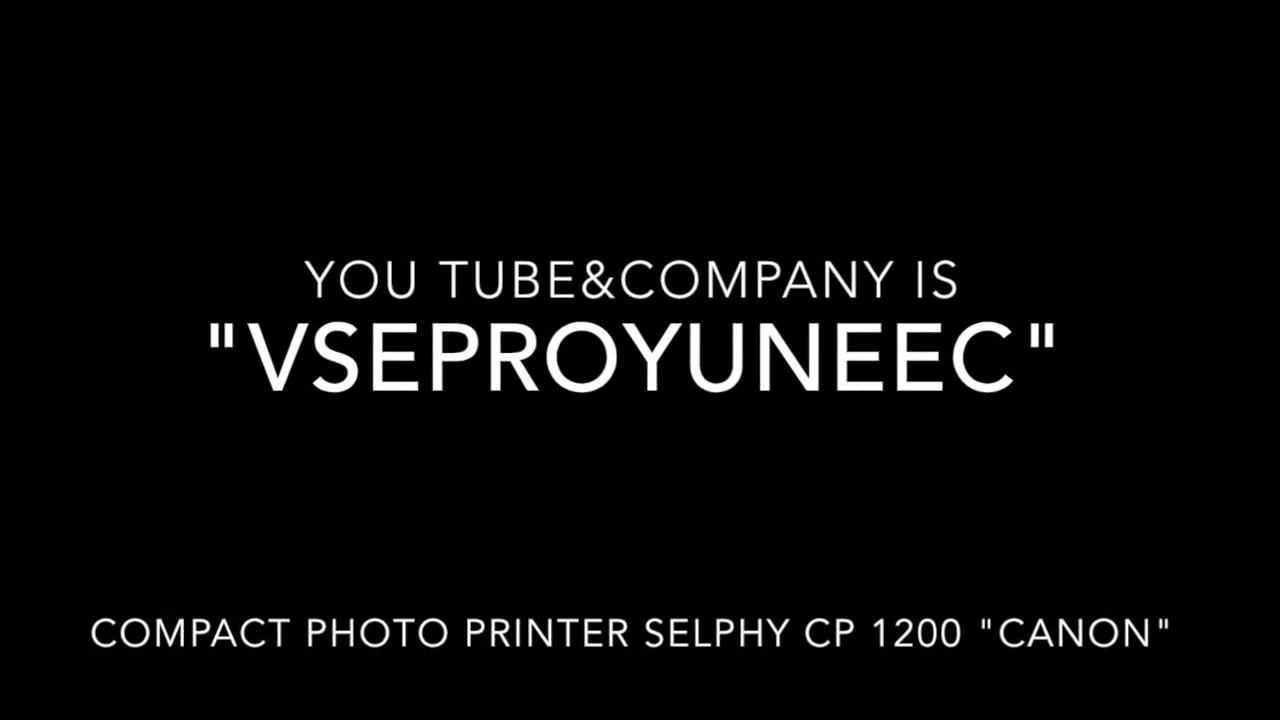 YOU TUBE&COMPANY IS
"VSEPROYUNEEC"
COMPACT PHOTO PRINTER SELPHY CP 1200 "CANON"